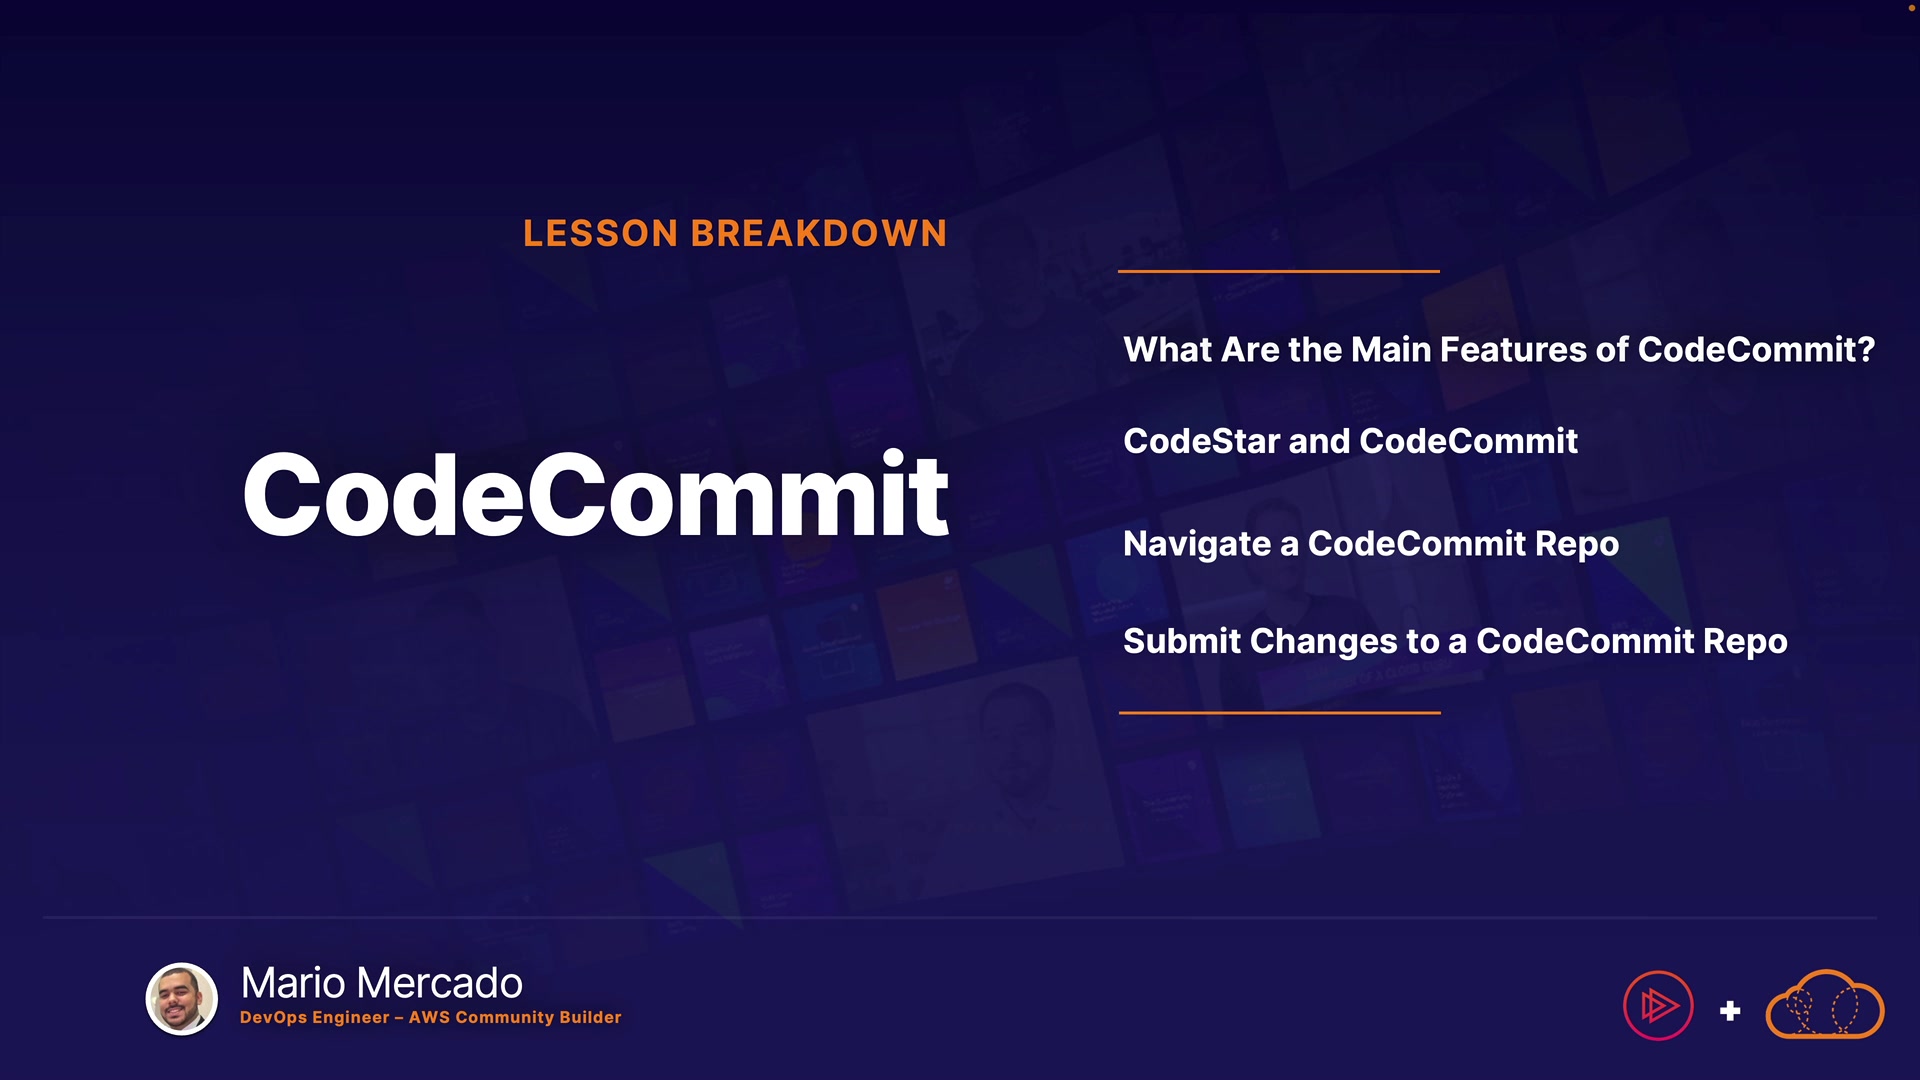 LESSON BREAKDOWN
CodeCommit
What Are the Main Features of CodeCommit?
CodeStar and CodeCommit
Navigate a CodeCommit Repo
Submit Changes to a CodeCommit Repo
Mario Mercado
DevOps Engineer – AWS Community Builder